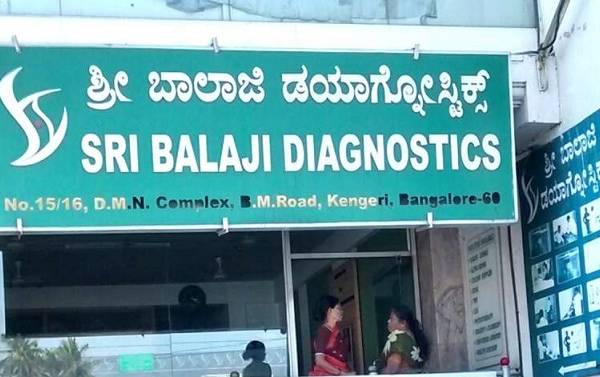 ಶ್ರೀ ಬಾಲಾಜಿ ಡಯಾಗ್ನೋಸ್ಟಿಕ್ಸ್
SRI BALAJI DIAGNOSTICS
No.15/16, D.M.N. Complex, B.M.Road, Kengeri, Bangalore-60
ಶ್ರೀ ಬಾಲಾಜಿ
ಡಯಾಗ್ನೋಸ್ಟಿಕ್ಸ್